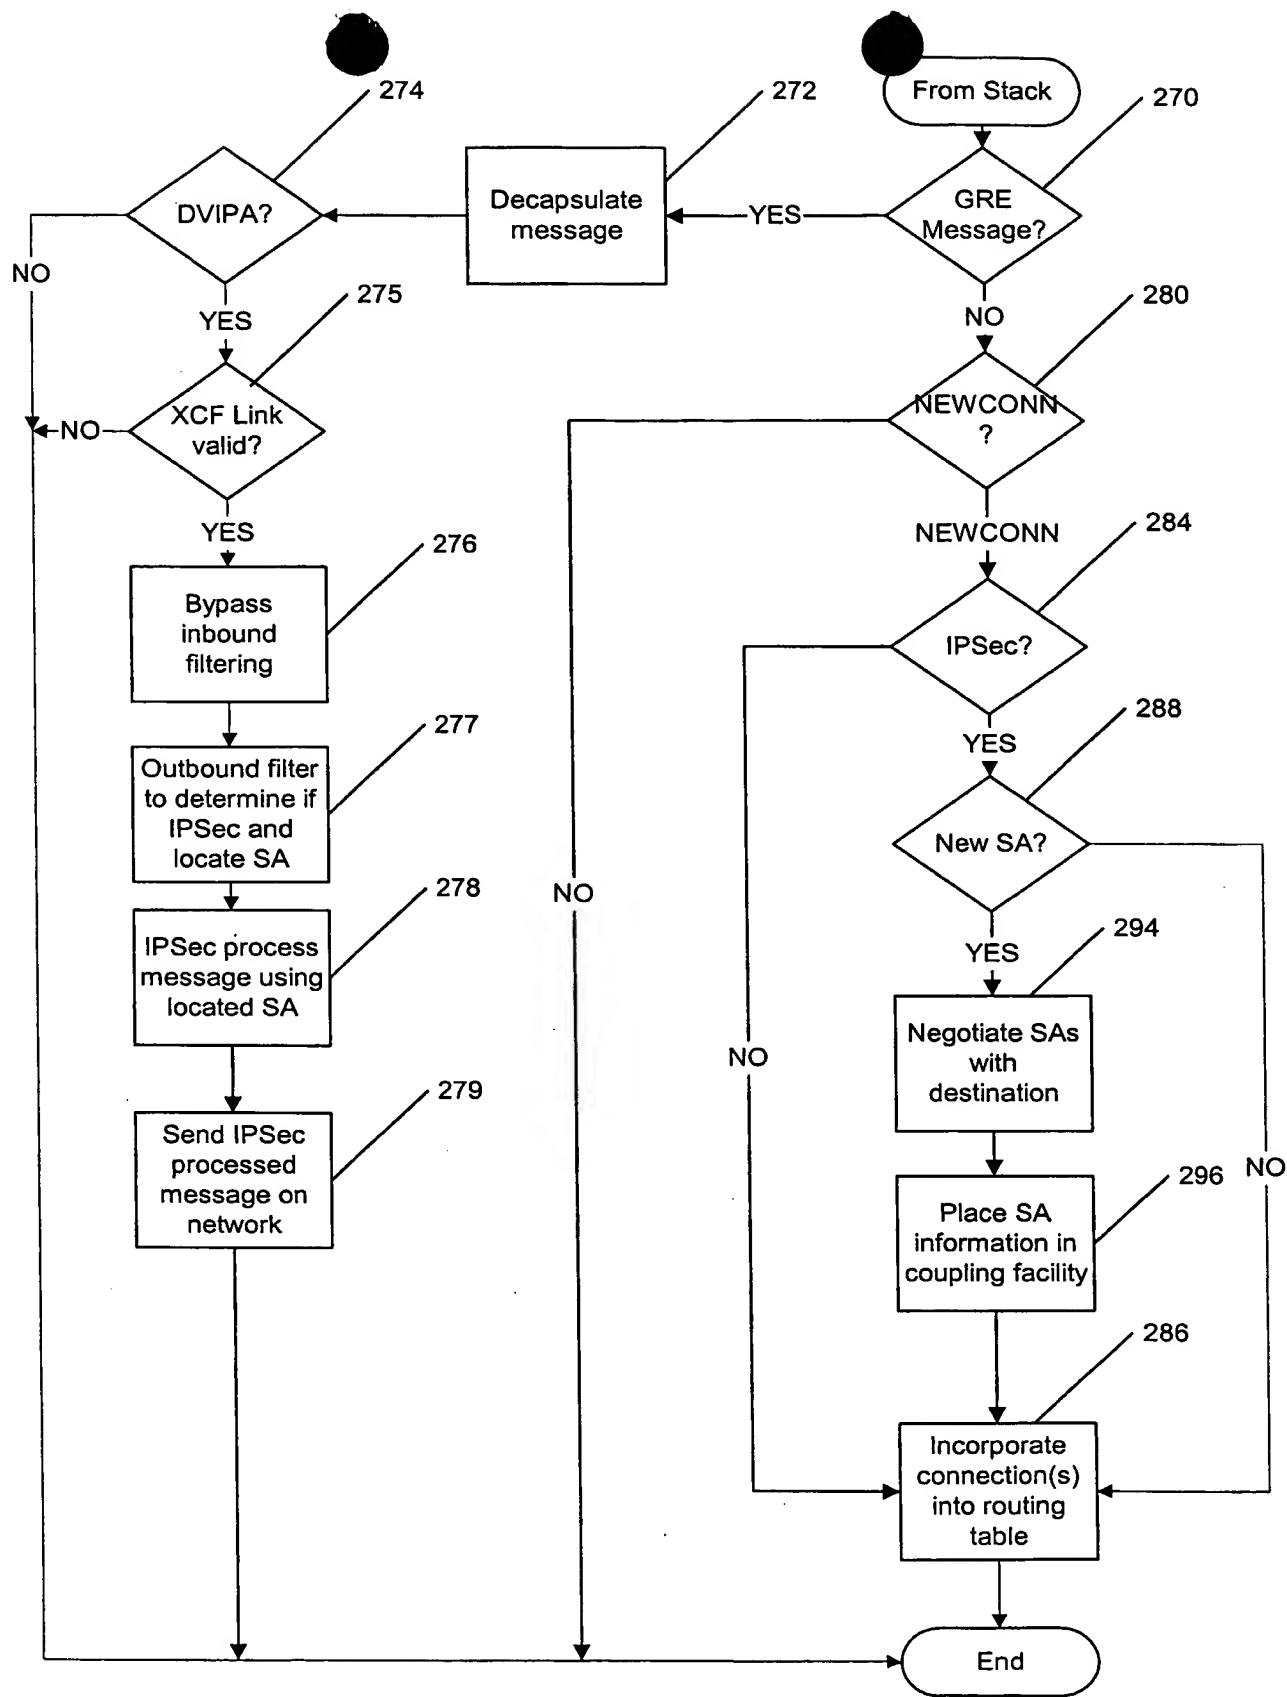 274
272
From Stack
270
DVIPA?
Decapsulate
message
YES
GRE
Message?
NO
275
YES
NO
280
XCF Link
valid?
NO
NEWCONN
?
YES
276
NEWCONN
284
Bypass
inbound
filtering
IPSec?
277
YES
288
Outbound filter
to determine if
IPSec and
locate SA
New SA?
278
NO
YES
294
IPSec process
message using
located SA
Negotiate SAs
with
destination
NO
279
Send IPSec
processed
message on
network
NO
296
Place SA
information in
coupling facility
286
Incorporate
connection(s)
into routing
table
End